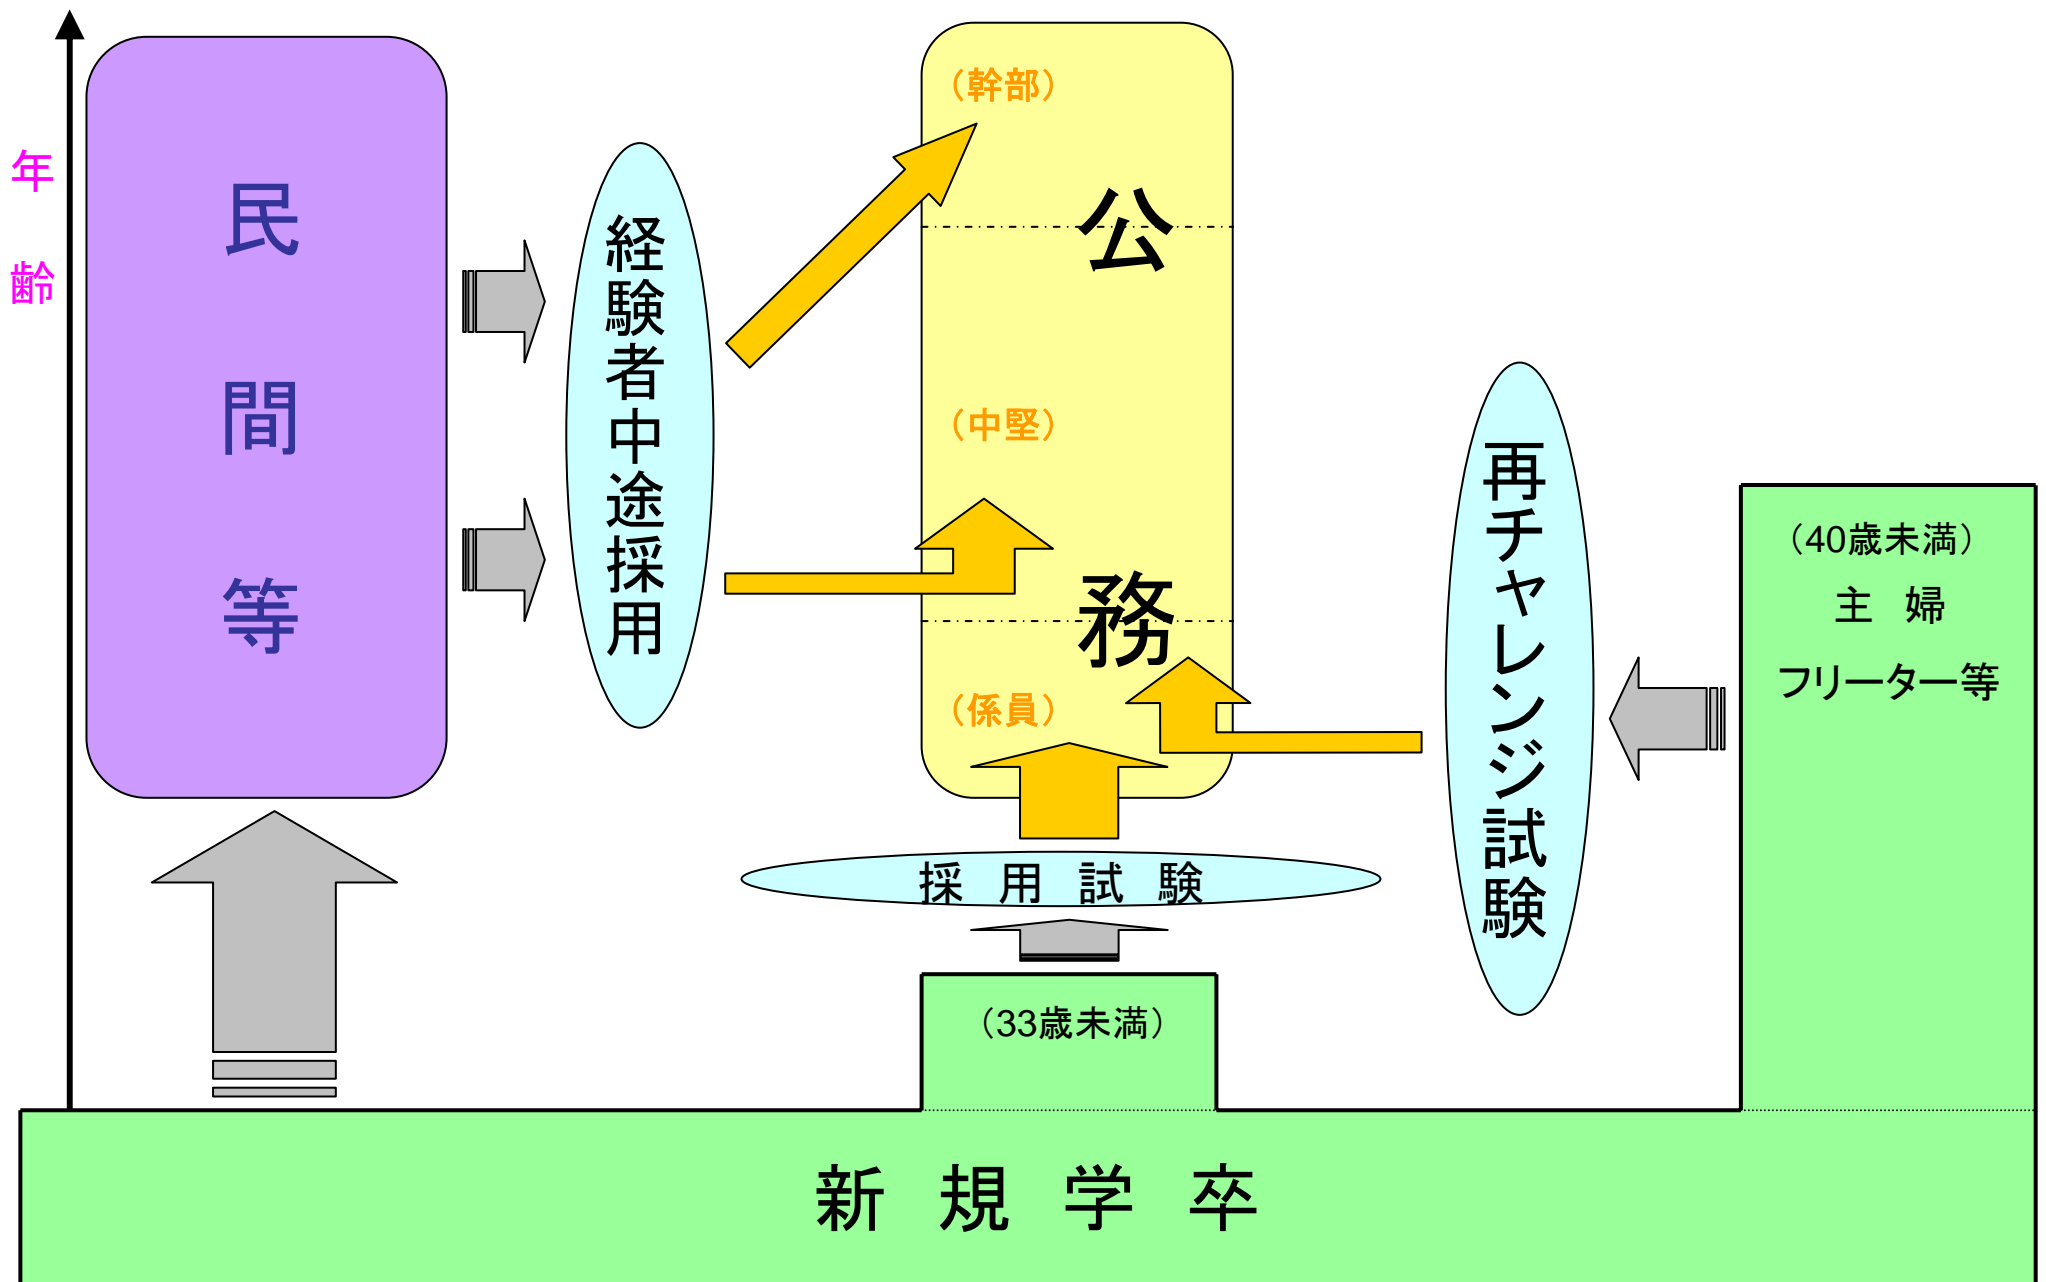 年齢
民間等
経験者中途採用
（幹部）
公務
（中堅）
（係員）
再チャレンジ試験
（40歳未満）
主 婦
フリーター等
採 用 試 験
（33歳未満）
新 規 学 卒